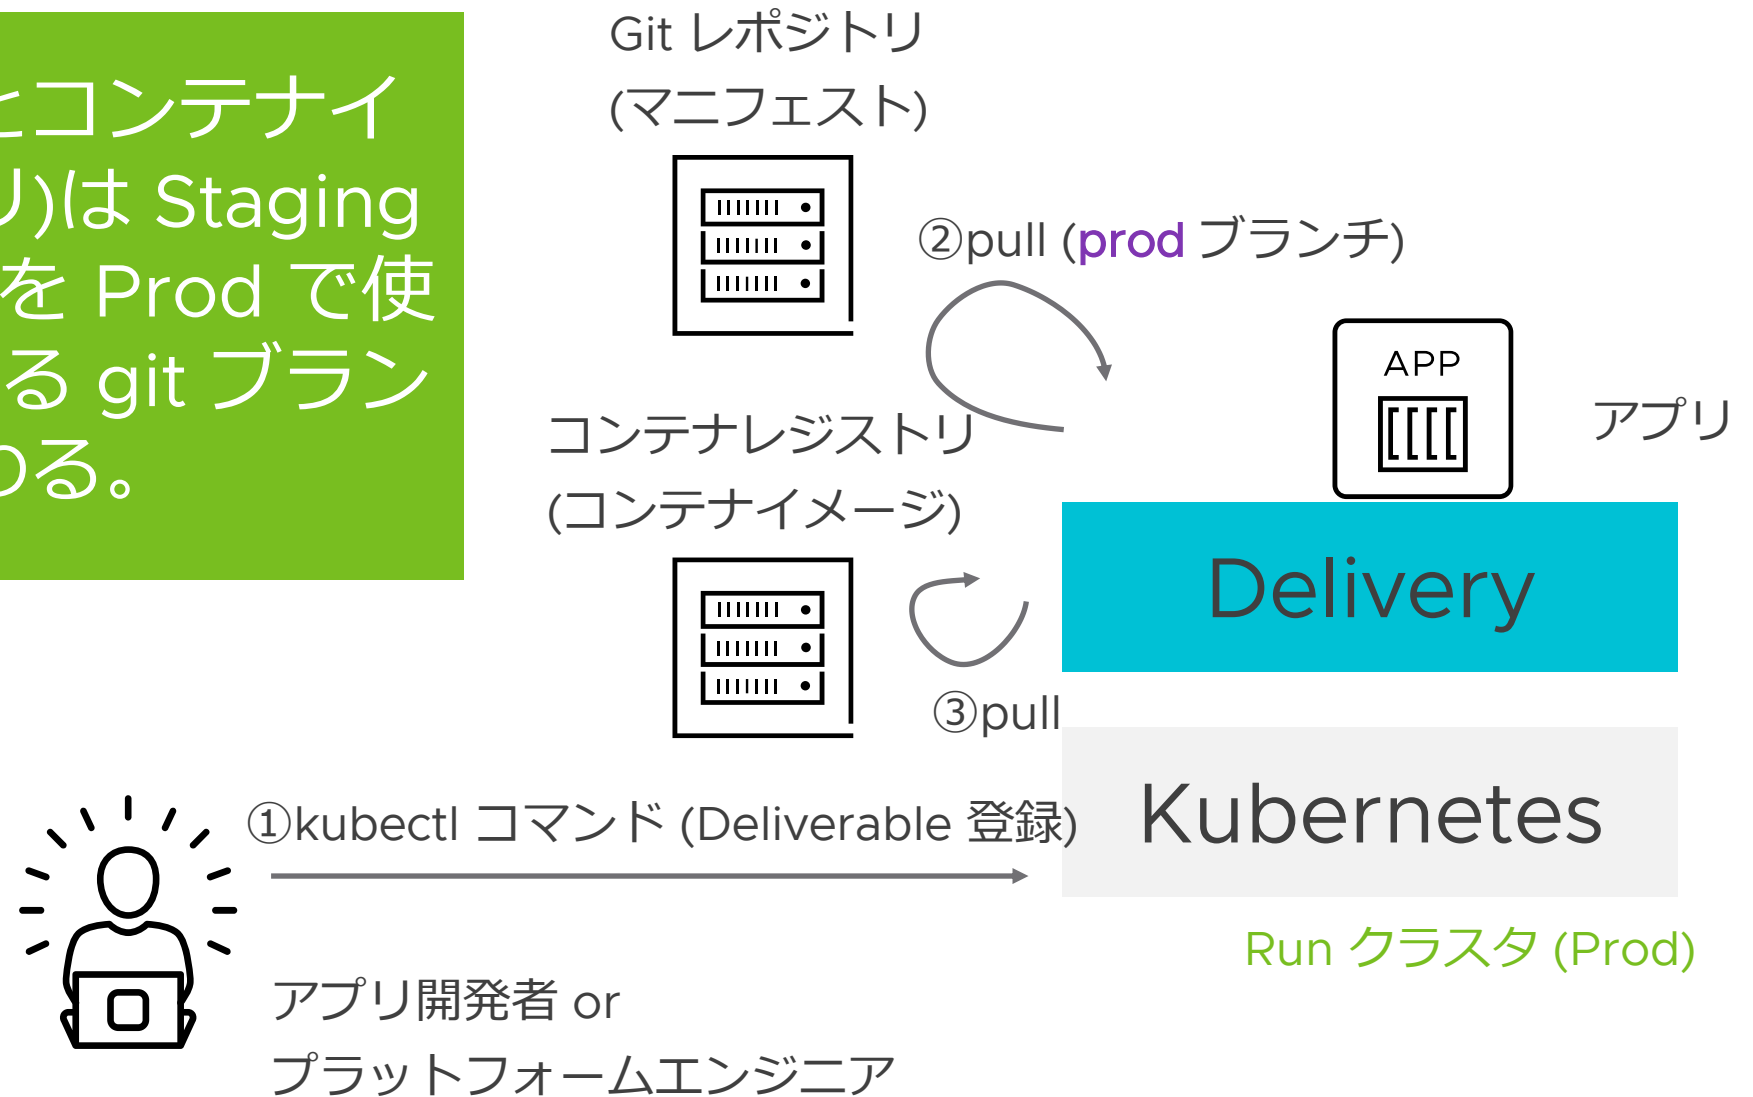 とコンテナイ
リ)は Staging
を Prod で使
る git ブラン
わる。
Git レポジトリ
(マニフェスト)
②pull (prod ブランチ)
APP
アプリ
コンテナレジストリ
(コンテナイメージ)
Delivery
③pull
①kubectl コマンド (Deliverable 登録)
Kubernetes
Run クラスタ (Prod)
アプリ開発者 or
プラットフォームエンジニア